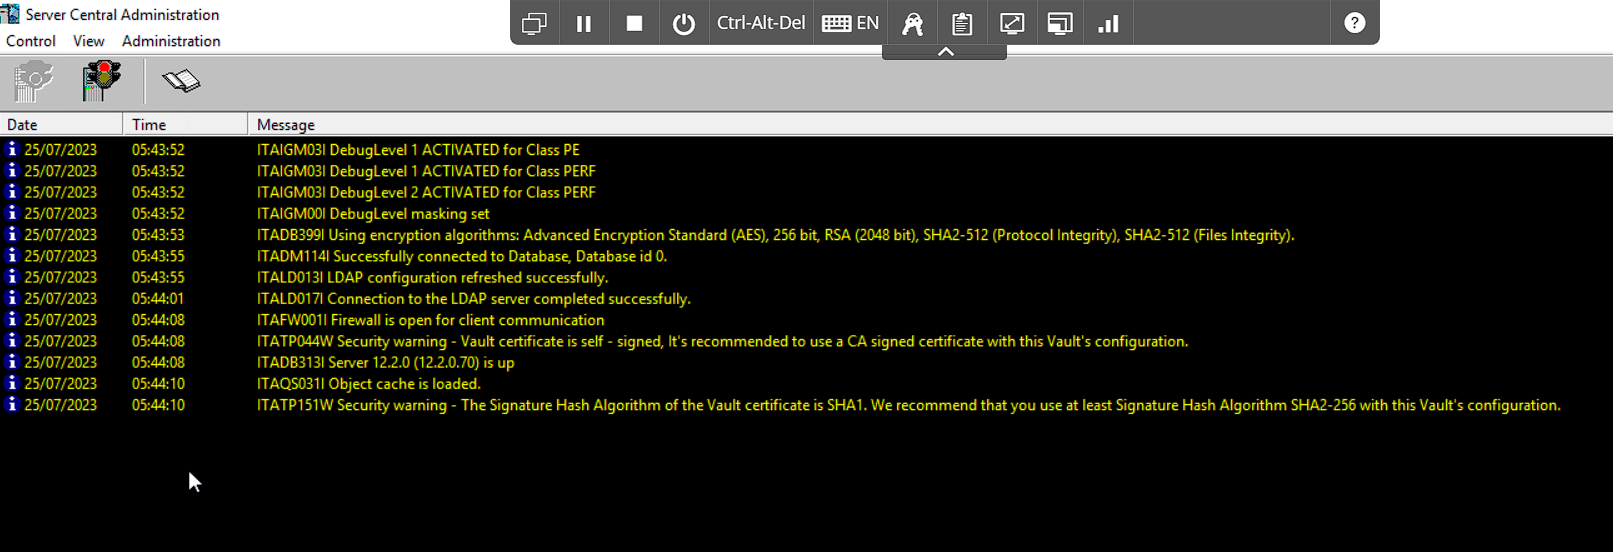 Server Central Administration
Ctrl-Alt-Del EN ?
Control View Administration
Date Time Message
25/07/2023 05:43:52 ITAIGM03I DebugLevel 1 ACTIVATED for Class PE
25/07/2023 05:43:52 ITAIGM03I DebugLevel 1 ACTIVATED for Class PERF
25/07/2023 05:43:52 ITAIGM03I DebugLevel 2 ACTIVATED for Class PERF
25/07/2023 05:43:52 ITAIGM00I DebugLevel masking set
25/07/2023 05:43:53 ITADB399I Using encryption algorithms: Advanced Encryption Standard (AES), 256 bit, RSA (2048 bit), SHA2-512 (Protocol Integrity), SHA2-512 (Files Integrity).
25/07/2023 05:43:55 ITADM114I Successfully connected to Database, Database id 0.
25/07/2023 05:43:55 ITALD013I LDAP configuration refreshed successfully.
25/07/2023 05:44:01 ITALD017I Connection to the LDAP server completed successfully.
25/07/2023 05:44:08 ITAFW001I Firewall is open for client communication
25/07/2023 05:44:08 ITATP044W Security warning - Vault certificate is self - signed, It's recommended to use a CA signed certificate with this Vault's configuration.
25/07/2023 05:44:08 ITADB313I Server 12.2.0 (12.2.0.70) is up
25/07/2023 05:44:10 ITAQS031I Object cache is loaded.
25/07/2023 05:44:10 ITATP151W Security warning - The Signature Hash Algorithm of the Vault certificate is SHA1. We recommend that you use at least Signature Hash Algorithm SHA2-256 with this Vault's configuration.